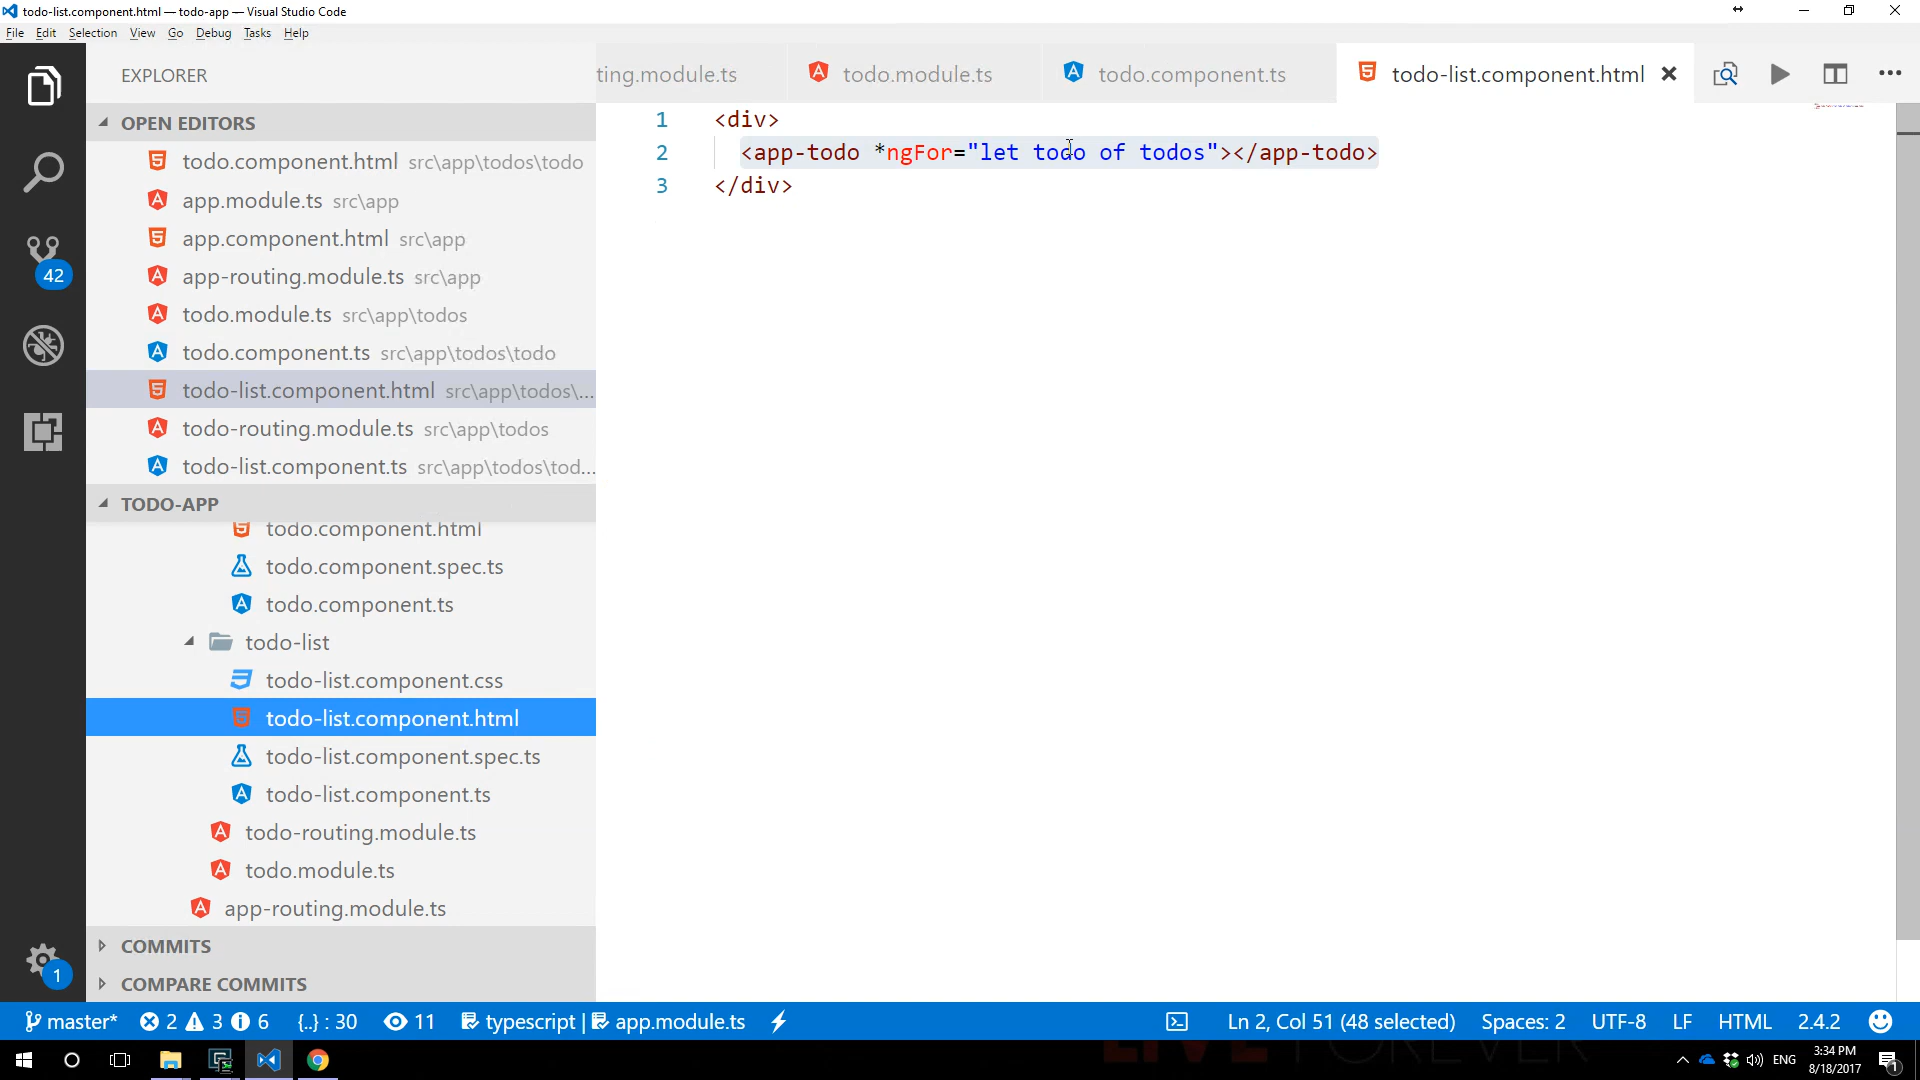 todo-list.component.html — todo-app — Visual Studio Code
File Edit Selection View Go Debug Tasks Help
EXPLORER
ting.module.ts
todo.module.ts
todo.component.ts
todo-list.component.html
OPEN EDITORS
todo.component.html src\app\todos\todo
app.module.ts src\app
app.component.html src\app
app-routing.module.ts src\app
todo.module.ts src\app\todos
todo.component.ts src\app\todos\todo
todo-list.component.html src\app\todos\...
todo-routing.module.ts src\app\todos
todo-list.component.ts src\app\todos\tod...
TODO-APP
todo.component.html
todo.component.spec.ts
todo.component.ts
todo-list
todo-list.component.css
todo-list.component.html
todo-list.component.spec.ts
todo-list.component.ts
todo-routing.module.ts
todo.module.ts
app-routing.module.ts
COMMITS
COMPARE COMMITS
42
1
1 <div>
2 <app-todo *ngFor="let todo of todos"></app-todo>
3 </div>
master* 2 3 6 {..} : 30 11 typescript | app.module.ts Ln 2, Col 51 (48 selected) Spaces: 2 UTF-8 LF HTML 2.4.2
LIVE FOREVER
ENG
3:34 PM
8/18/2017
1